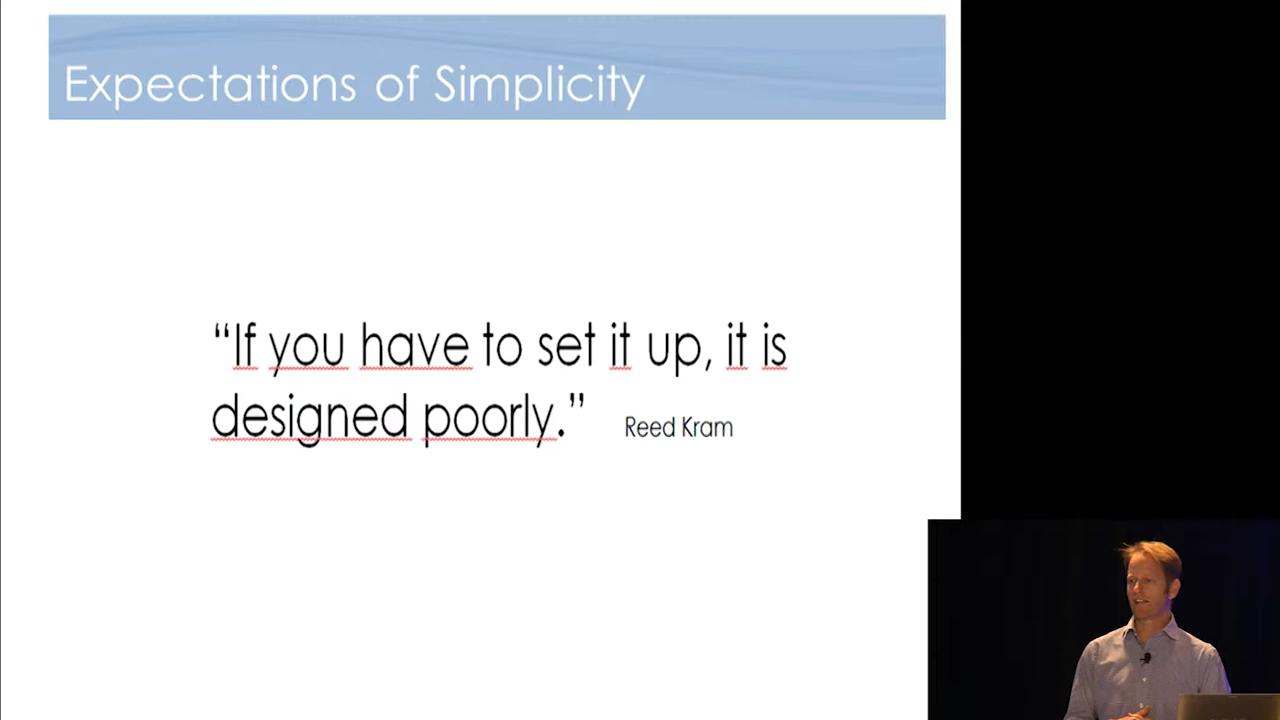 Expectations of Simplicity
“If you have to set it up, it is
designed poorly.” Reed Kram